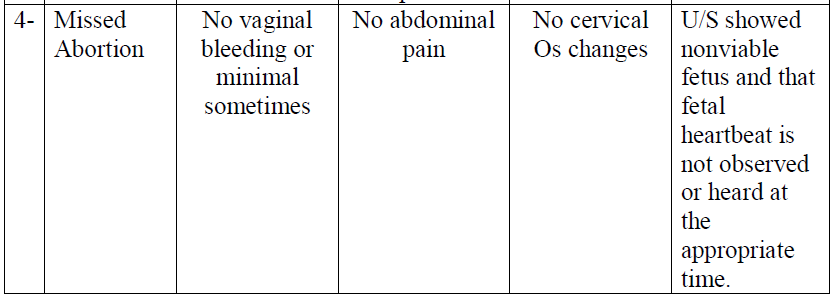 4-
Missed
Abortion
No vaginal
bleeding or
minimal
sometimes
No abdominal
pain
No cervical
Os changes
U/S showed
nonviable
fetus and that
fetal
heartbeat is
not observed
or heard at
the
appropriate
time.